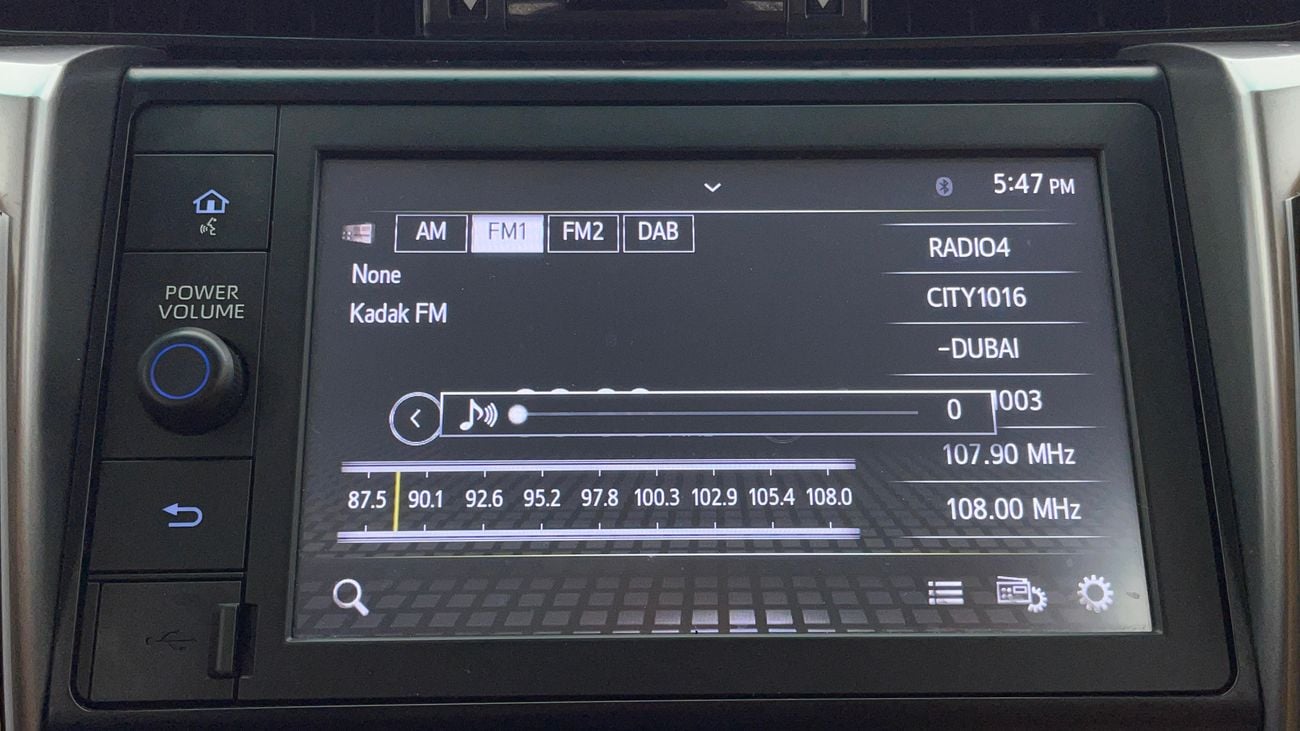 5:47 PM
AM FM1 FM2 DAB
None
Kadak FM
POWER
VOLUME
RADIO4
CITY1016
-DUBAI
1003
107.90 MHz
108.00 MHz
0
87.5 90.1 92.6 95.2 97.8 100.3 102.9 105.4 108.0